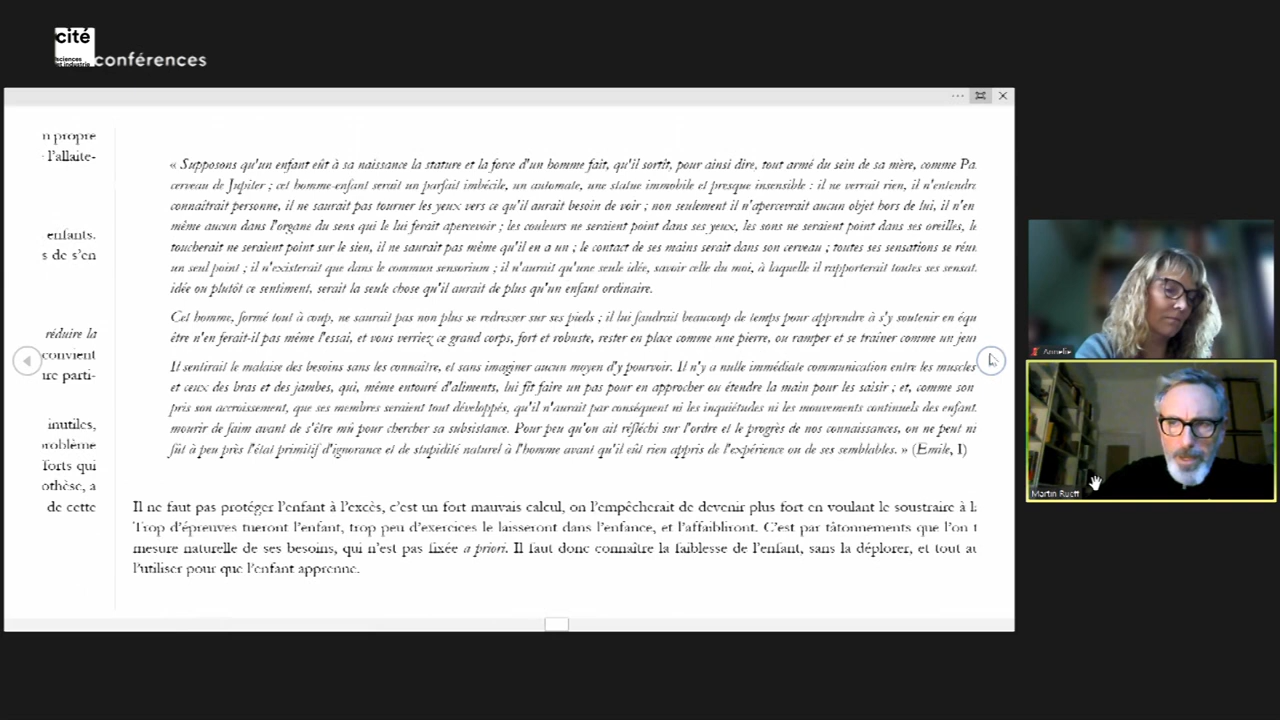 cité
sciences
et industrie
conférences
n propre
l'allaite-
enfants.
s de s'en
réduire la
convient
ure parti-
inutiles,
problème
Torts qui
othèse, a
de cette
« Supposons qu'un enfant eût à sa naissance la stature et la force d'un homme fait, qu'il sortît, pour ainsi dire, tout armé du sein de sa mère, comme Pa
cerveau de Jupiter ; cet homme-enfant serait un parfait imbécile, un automate, une statue immobile et presque insensible : il ne verrait rien, il n'entendre
connaîtrait personne, il ne saurait pas tourner les yeux vers ce qu'il aurait besoin de voir ; non seulement il n'apercevrait aucun objet hors de lui, il n'en
même aucun dans l'organe du sens qui le lui ferait apercevoir ; les couleurs ne seraient point dans ses yeux, les sons ne seraient point dans ses oreilles, l
toucherait ne seraient point sur le sien, il ne saurait pas même qu'il en a un ; le contact de ses mains serait dans son cerveau ; toutes ses sensations se réun
un seul point ; il n'existerait que dans le commun sensorium ; il n'aurait qu'une seule idée, savoir celle du moi, à laquelle il rapporterait toutes ses sensat
idée ou plutôt ce sentiment, serait la seule chose qu'il aurait de plus qu'un enfant ordinaire.
Cet homme, formé tout à coup, ne saurait pas non plus se redresser sur ses pieds ; il lui faudrait beaucoup de temps pour apprendre à s'y soutenir en équ
être n'en ferait-il pas même l'essai, et vous verriez ce grand corps, fort et robuste, rester en place comme une pierre, ou ramper et se traîner comme un jeun
Il sentirait le malaise des besoins sans les connaître, et sans imaginer aucun moyen d'y pourvoir. Il n'y a nulle immédiate communication entre les muscles
et ceux des bras et des jambes, qui, même entouré d'aliments, lui fît faire un pas pour en approcher ou étendre la main pour les saisir ; et, comme son
pris son accroissement, que ses membres seraient tout développés, qu'il n'aurait par conséquent ni les inquiétudes ni les mouvements continuels des enfant
mourir de faim avant de s'être mû pour chercher sa subsistance. Pour peu qu'on ait réfléchi sur l'ordre et le progrès de nos connaissances, on ne peut ni
fût à peu près l'état primitif d'ignorance et de stupidité naturel à l'homme avant qu'il eût rien appris de l'expérience ou de ses semblables. » (Emile, I)
Il ne faut pas protéger l'enfant à l'excès, c'est un fort mauvais calcul, on l'empêcherait de devenir plus fort en voulant le soustraire à l
Trop d'épreuves tueront l'enfant, trop peu d'exercices le laisseront dans l'enfance, et l'affaibliront. C'est par tâtonnements que l'on t
mesure naturelle de ses besoins, qui n'est pas fixée a priori. Il faut donc connaître la faiblesse de l'enfant, sans la déplorer, et tout au
l'utiliser pour que l'enfant apprenne.
Annelie
Martin Rueff